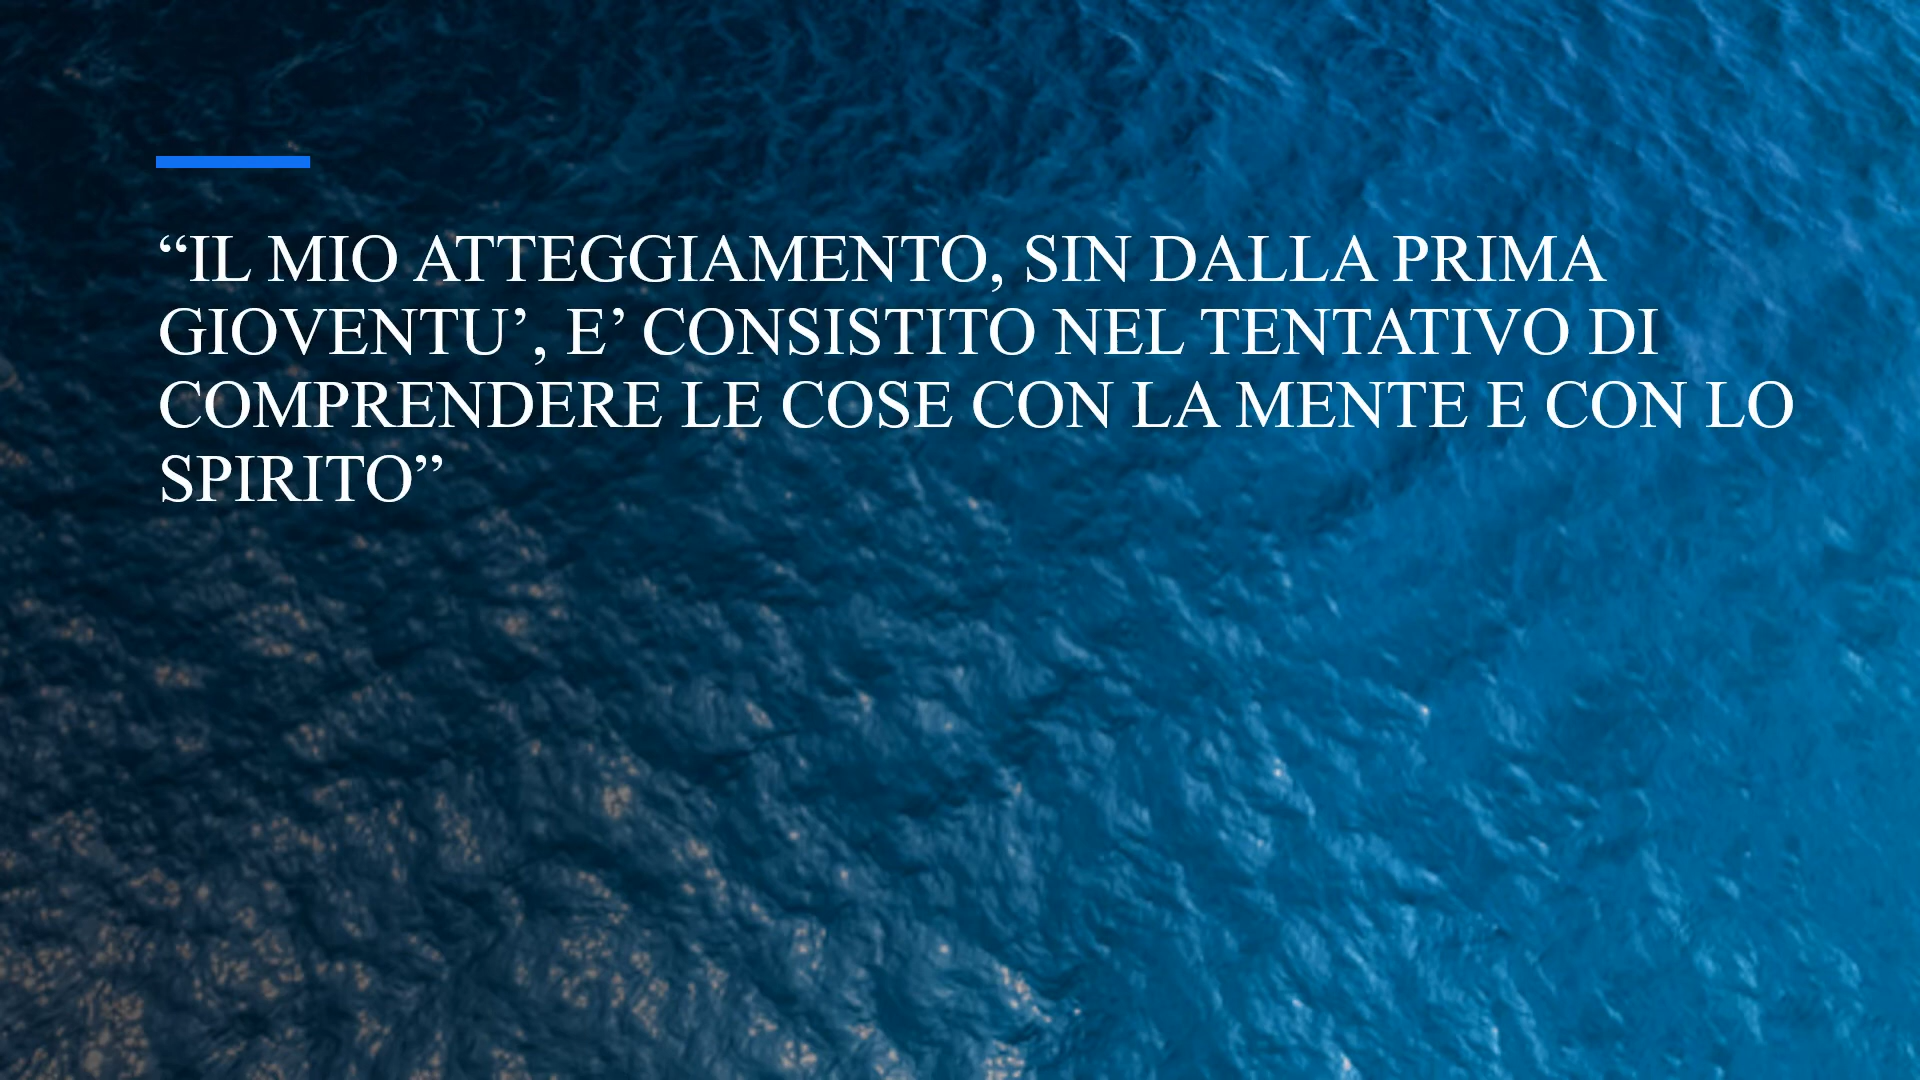 “IL MIO ATTEGGIAMENTO, SIN DALLA PRIMA
GIOVENTU’, E’ CONSISTITO NEL TENTATIVO DI
COMPRENDERE LE COSE CON LA MENTE E CON LO
SPIRITO”